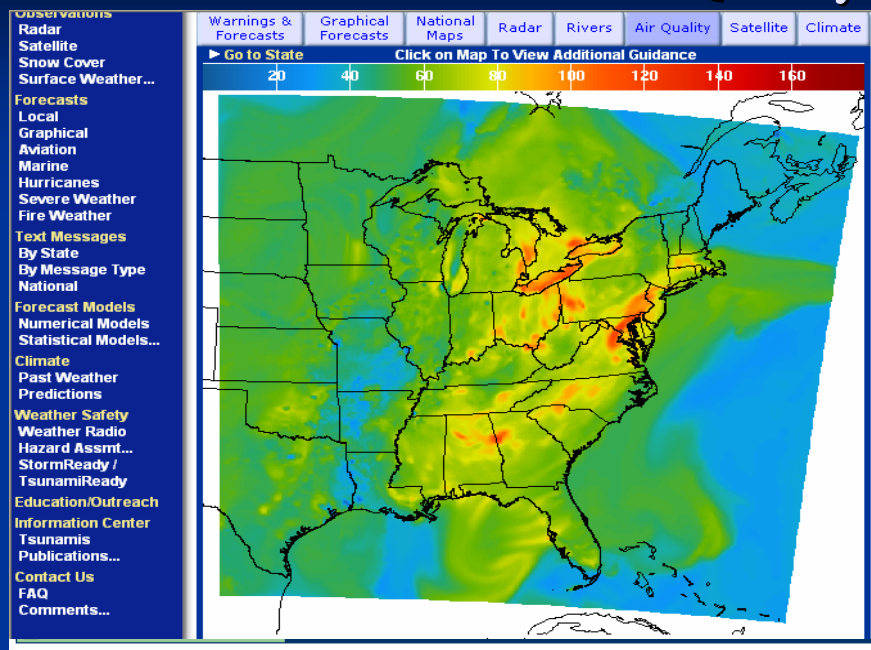 Observations
Radar
Satellite
Snow Cover
Surface Weather...
Forecasts
Local
Graphical
Aviation
Marine
Hurricanes
Severe Weather
Fire Weather
Text Messages
By State
By Message Type
National
Forecast Models
Numerical Models
Statistical Models...
Climate
Past Weather
Predictions
Weather Safety
Weather Radio
Hazard Assmt...
StormReady /
TsunamiReady
Education/Outreach
Information Center
Tsunamis
Publications...
Contact Us
FAQ
Comments...
Warnings & Forecasts
Graphical Forecasts
National Maps
Radar
Rivers
Air Quality
Satellite
Climate
► Go to State
Click on Map To View Additional Guidance
20 40 60 80 100 120 140 160